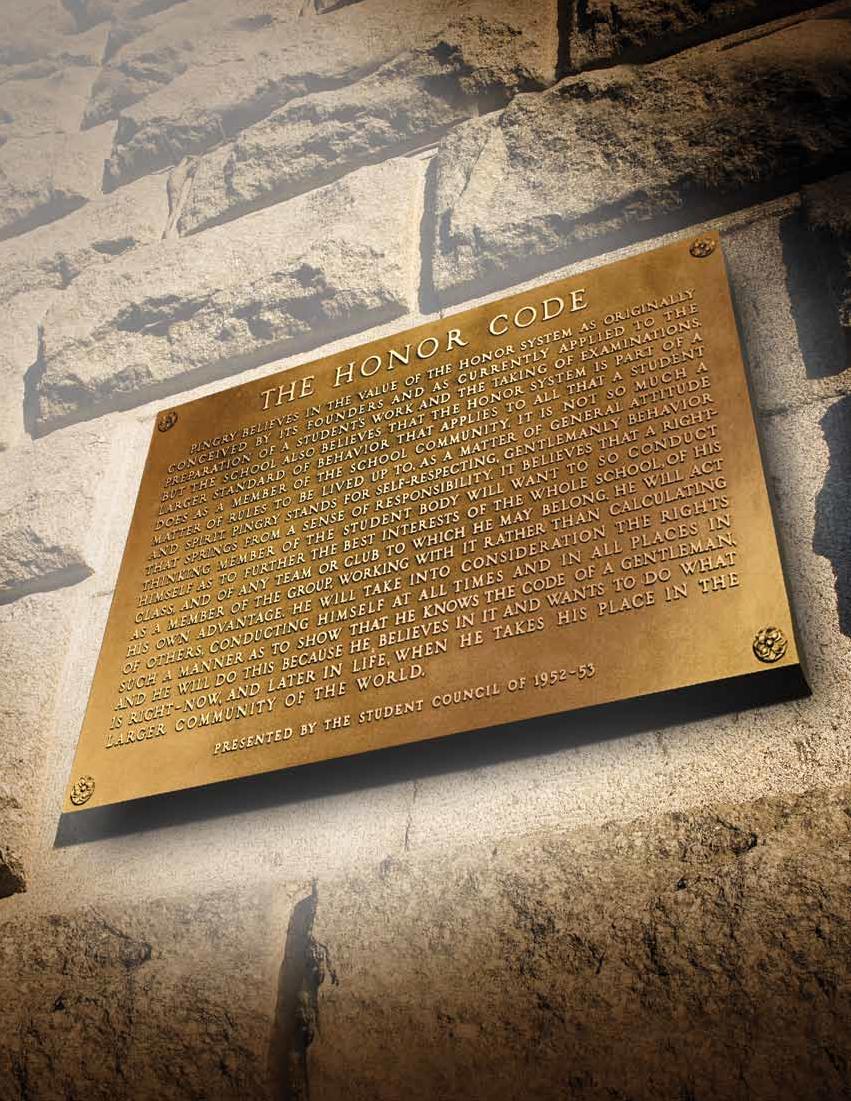 THE HONOR CODE
PINGRY BELIEVES IN THE VALUE OF THE HONOR SYSTEM AS ORIGINALLY
CONCEIVED BY ITS FOUNDERS AND AS CURRENTLY APPLIED TO THE
PREPARATION OF A STUDENT'S WORK AND THE TAKING OF EXAMINATIONS.
BUT THE SCHOOL ALSO BELIEVES THAT THE HONOR SYSTEM IS PART OF A
LARGER STANDARD OF BEHAVIOR THAT APPLIES TO ALL THAT A STUDENT
DOES AS A MEMBER OF THE SCHOOL COMMUNITY. IT IS NOT SO MUCH A
MATTER OF RULES TO BE LIVED UP TO, AS A MATTER OF GENERAL ATTITUDE
AND SPIRIT. PINGRY STANDS FOR SELF-RESPECTING, GENTLEMANLY BEHAVIOR
THAT SPRINGS FROM A SENSE OF RESPONSIBILITY. IT BELIEVES THAT A RIGHT-
THINKING MEMBER OF THE STUDENT BODY WILL WANT TO SO CONDUCT
HIMSELF AS TO FURTHER THE BEST INTERESTS OF THE WHOLE SCHOOL, OF HIS
CLASS, AND OF ANY TEAM OR CLUB TO WHICH HE MAY BELONG. HE WILL ACT
AS A MEMBER OF THE GROUP, WORKING WITH IT RATHER THAN CALCULATING
HIS OWN ADVANTAGE. HE WILL TAKE INTO CONSIDERATION THE RIGHTS
OF OTHERS, CONDUCTING HIMSELF AT ALL TIMES AND IN ALL PLACES IN
SUCH A MANNER AS TO SHOW THAT HE KNOWS THE CODE OF A GENTLEMAN,
AND HE WILL DO THIS BECAUSE HE BELIEVES IN IT AND WANTS TO DO WHAT
IS RIGHT-NOW, AND LATER IN LIFE, WHEN HE TAKES HIS PLACE IN THE
LARGER COMMUNITY OF THE WORLD.
PRESENTED BY THE STUDENT COUNCIL OF 1952-53